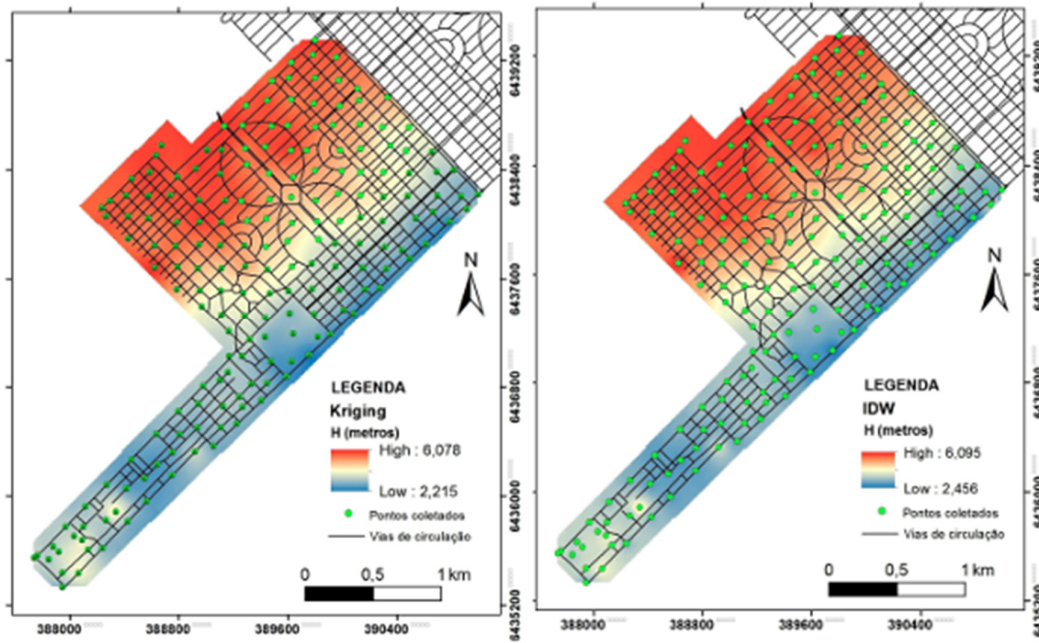 6439200
6438400
6437600
6436800
6436000
6435200
N
LEGENDA
Kriging
H (metros)
High : 6,078
Low : 2,215
Pontos coletados
Vias de circulação
0 0,5 1 km
388000 388800 389600 390400
6439200
6438400
6437600
6436800
6436000
6435200
N
LEGENDA
IDW
H (metros)
High : 6,095
Low : 2,456
Pontos coletados
Vias de circulação
0 0,5 1 km
388000 388800 389600 390400